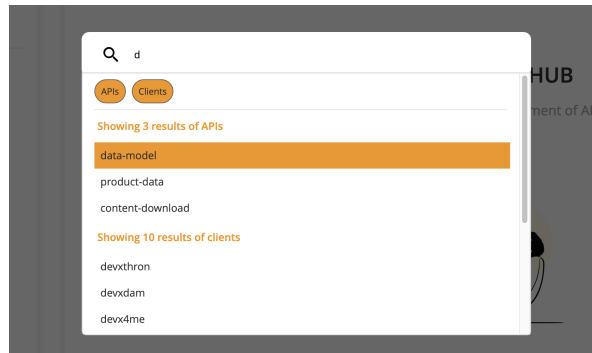 d
APIs Clients
HUB
ment of AP
Showing 3 results of APIs
data-model
product-data
content-download
Showing 10 results of clients
devxthron
devxdam
devx4me